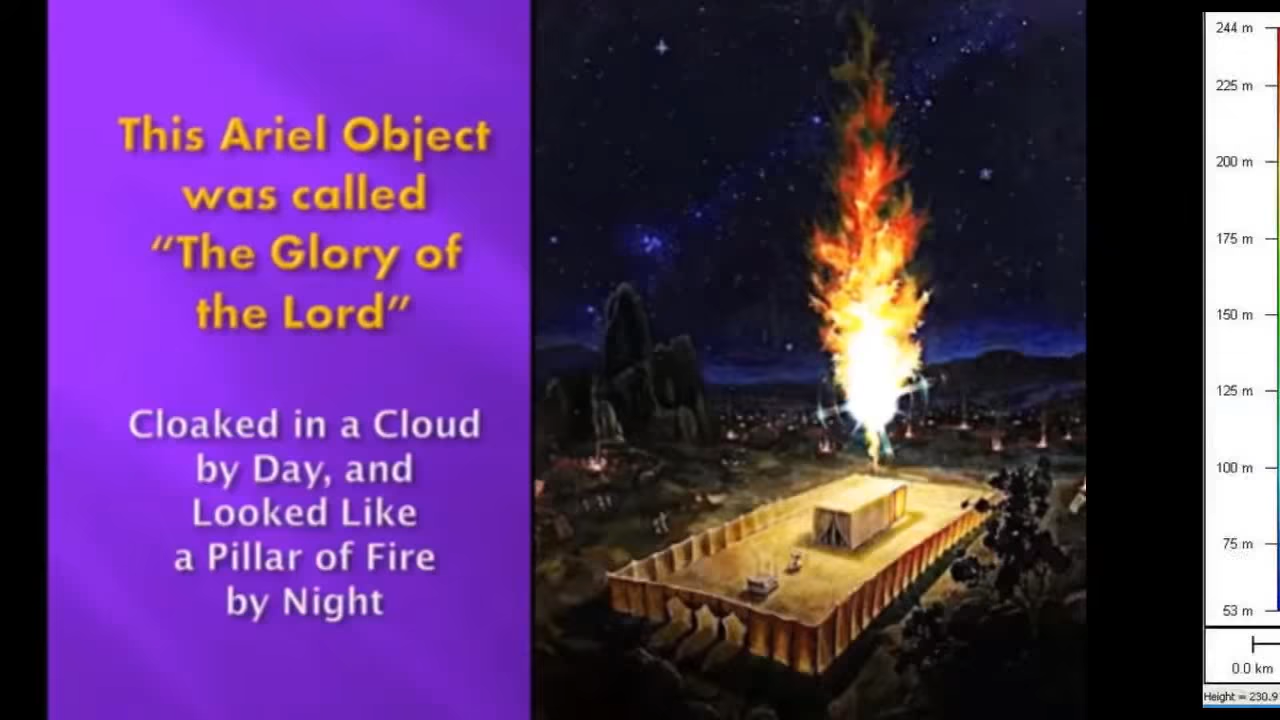 This Ariel Object
was called
“The Glory of
the Lord”
Cloaked in a Cloud
by Day, and
Looked Like
a Pillar of Fire
by Night
244 m
225 m
200 m
175 m
150 m
125 m
100 m
75 m
53 m
0.0 km
Height = 230.9